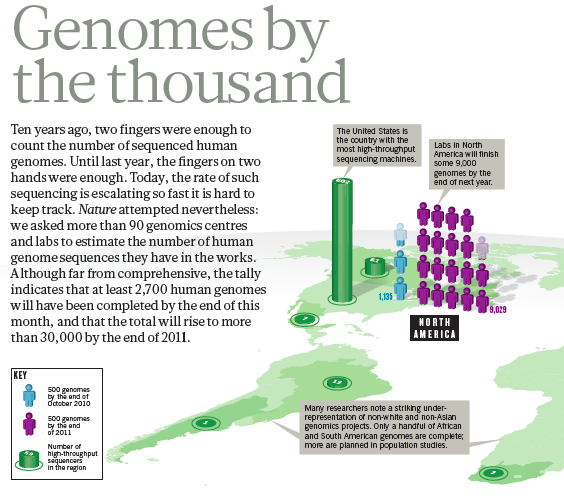 Genomes by
the thousand
Ten years ago, two fingers were enough to
count the number of sequenced human
genomes. Until last year, the fingers on two
hands were enough. Today, the rate of such
sequencing is escalating so fast it is hard to
keep track. Nature attempted nevertheless:
we asked more than 90 genomics centres
and labs to estimate the number of human
genome sequences they have in the works.
Although far from comprehensive, the tally
indicates that at least 2,700 human genomes
will have been completed by the end of this
month, and that the total will rise to more
than 30,000 by the end of 2011.
The United States is
the country with the
most high-throughput
sequencing machines.
Labs in North
America will finish
some 9,000
genomes by the
end of next year.
1,136
9,029
NORTH
AMERICA
KEY
500 genomes
by the end of
October 2010
500 genomes
by the end
of 2011
Number of
high-throughput
sequencers
in the region
Many researchers note a striking under-
representation of non-white and non-Asian
genomics projects. Only a handful of African
and South American genomes are complete;
more are planned in population studies.